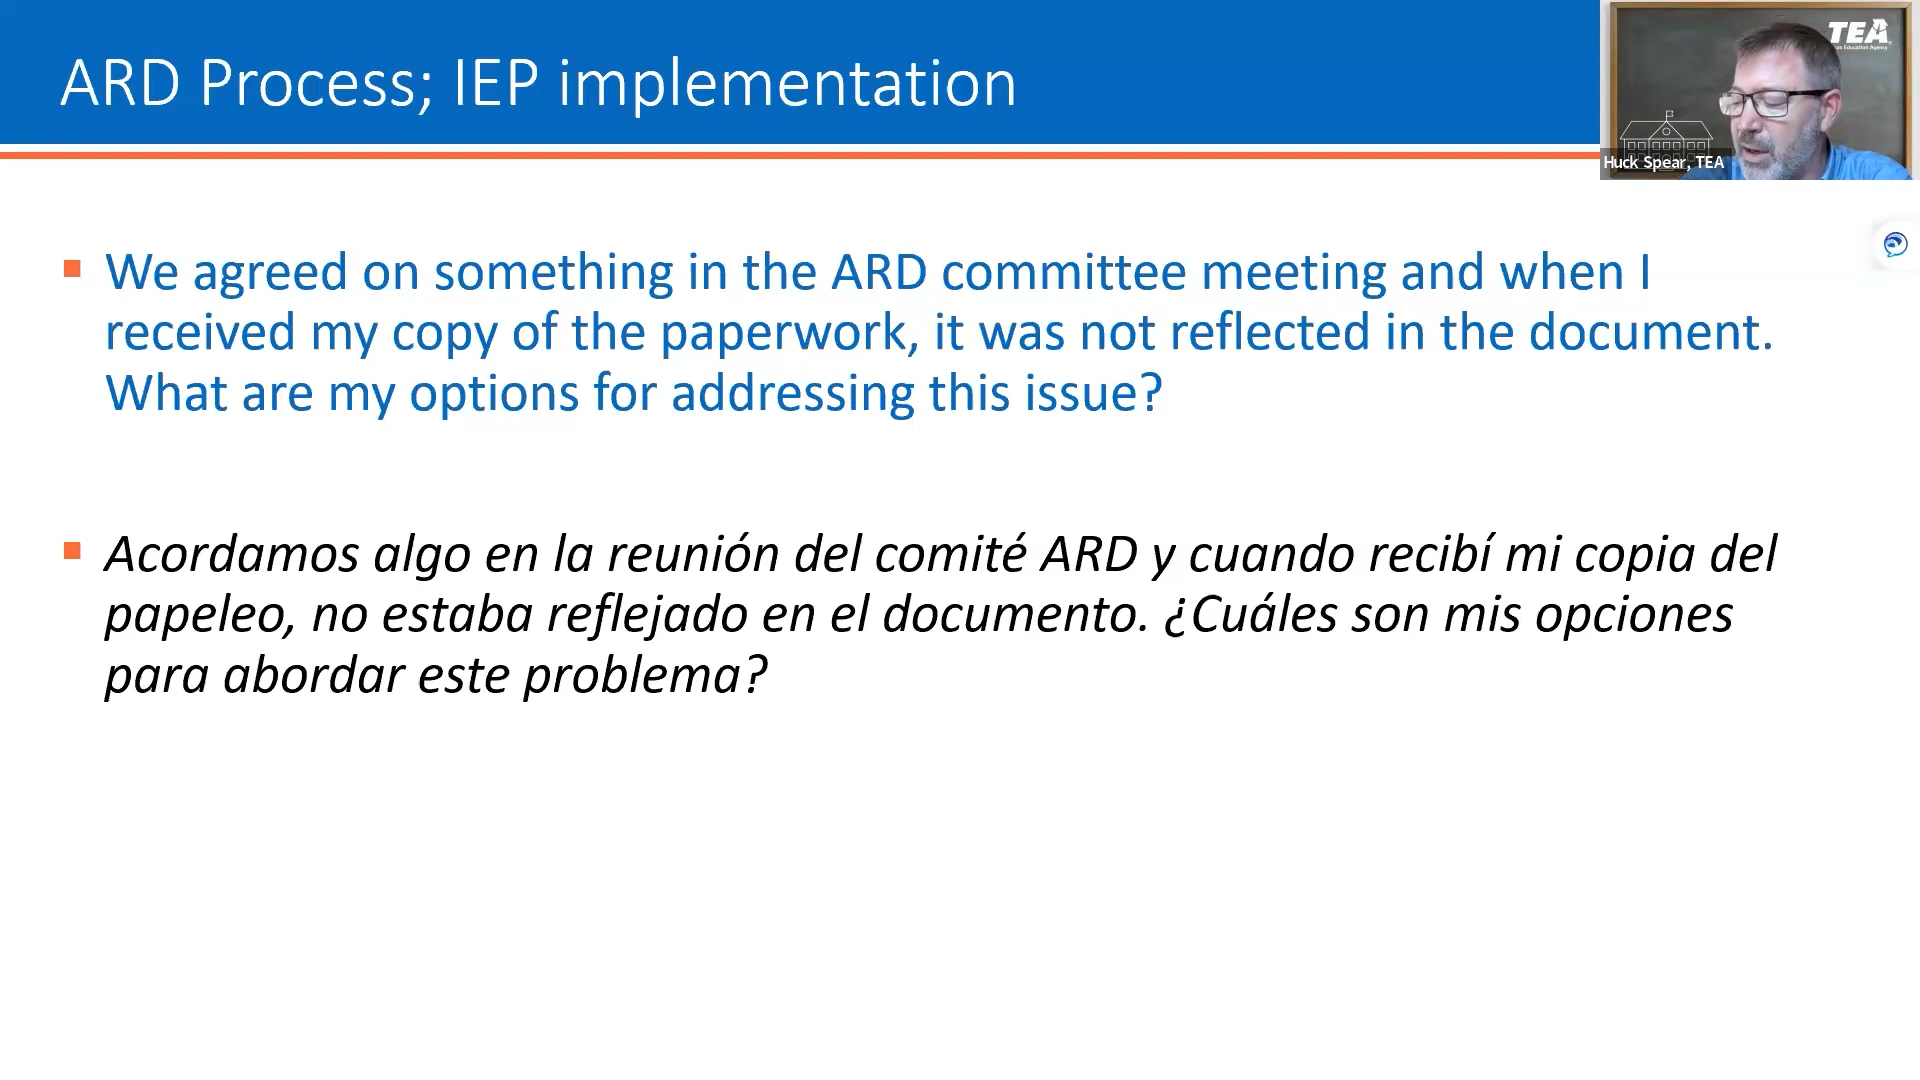 ARD Process; IEP implementation
TEA
Texas Education Agency
Huck Spear, TEA
We agreed on something in the ARD committee meeting and when I
received my copy of the paperwork, it was not reflected in the document.
What are my options for addressing this issue?
Acordamos algo en la reunión del comité ARD y cuando recibí mi copia del
papeleo, no estaba reflejado en el documento. ¿Cuáles son mis opciones
para abordar este problema?